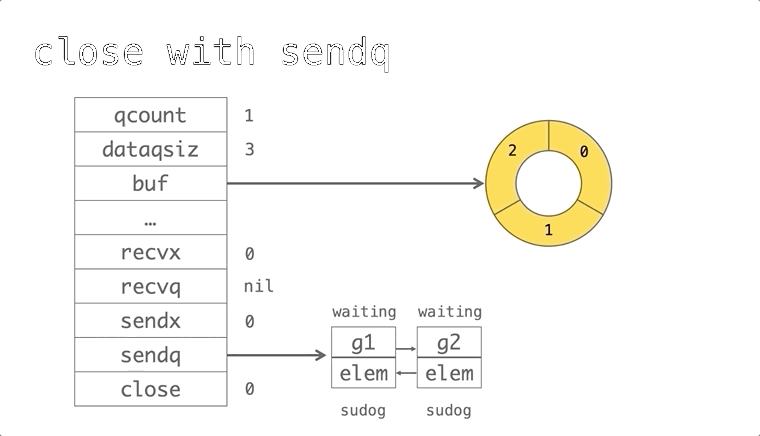 close with sendq
qcount 1
dataqsiz 3
buf
…
recvx 0
recvq nil
sendx 0
sendq
close 0
2 0
1
waiting waiting
g1 g2
elem elem
sudog sudog